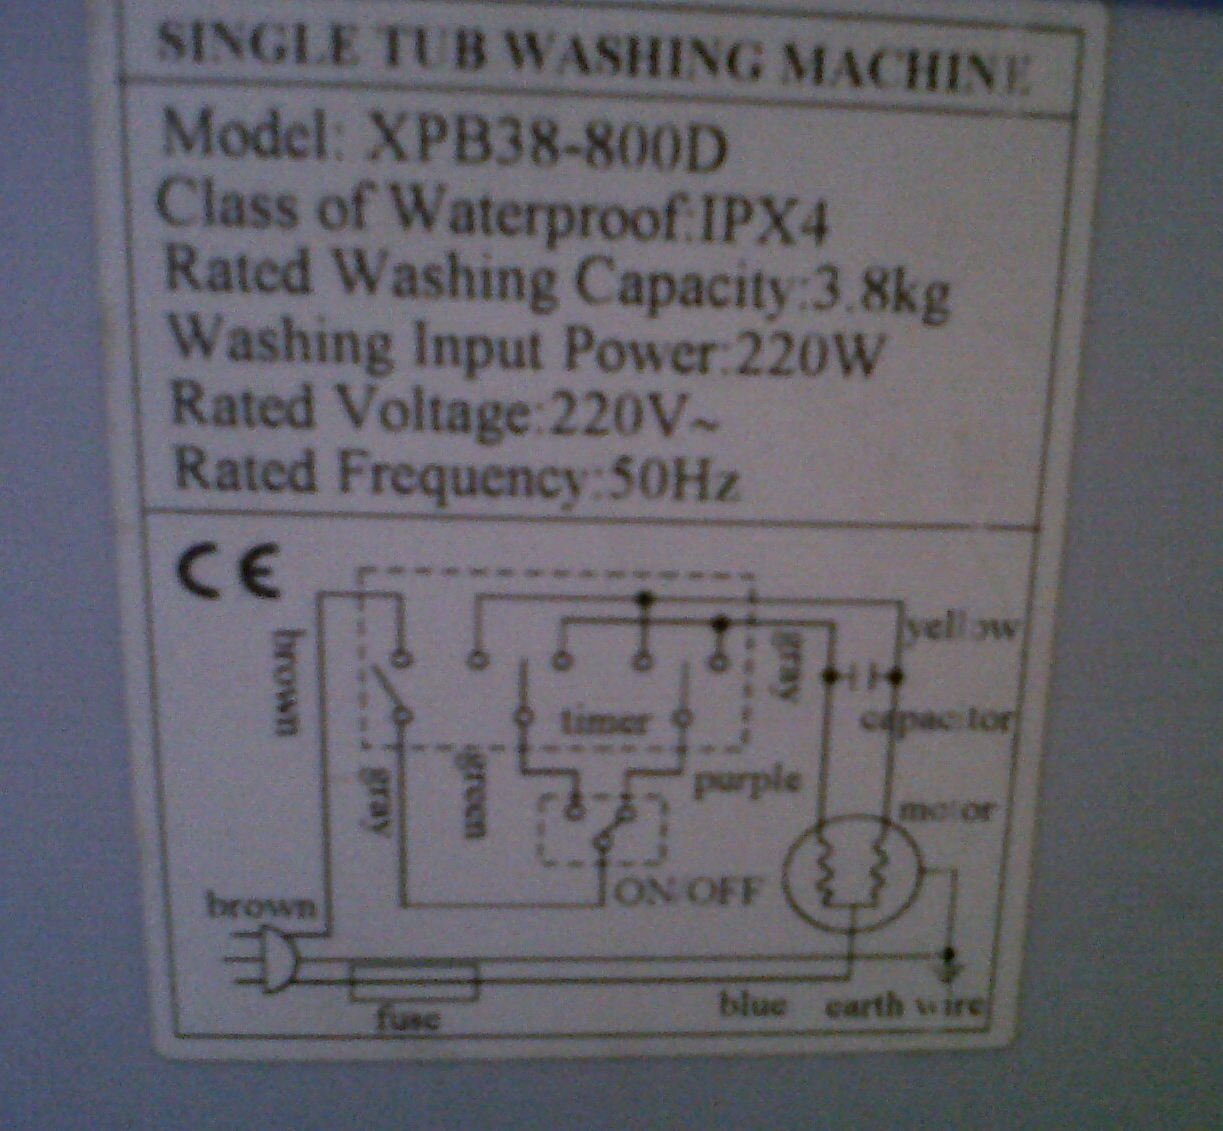 SINGLE TUB WASHING MACHINE
Model: XPB38-800D
Class of Waterproof:IPX4
Rated Washing Capacity:3.8kg
Washing Input Power:220W
Rated Voltage:220V~
Rated Frequency:50Hz
CE
brown
yellow
gray
timer
capacitor
gray
green
purple
motor
ON/OFF
brown
fuse
blue
earth wire